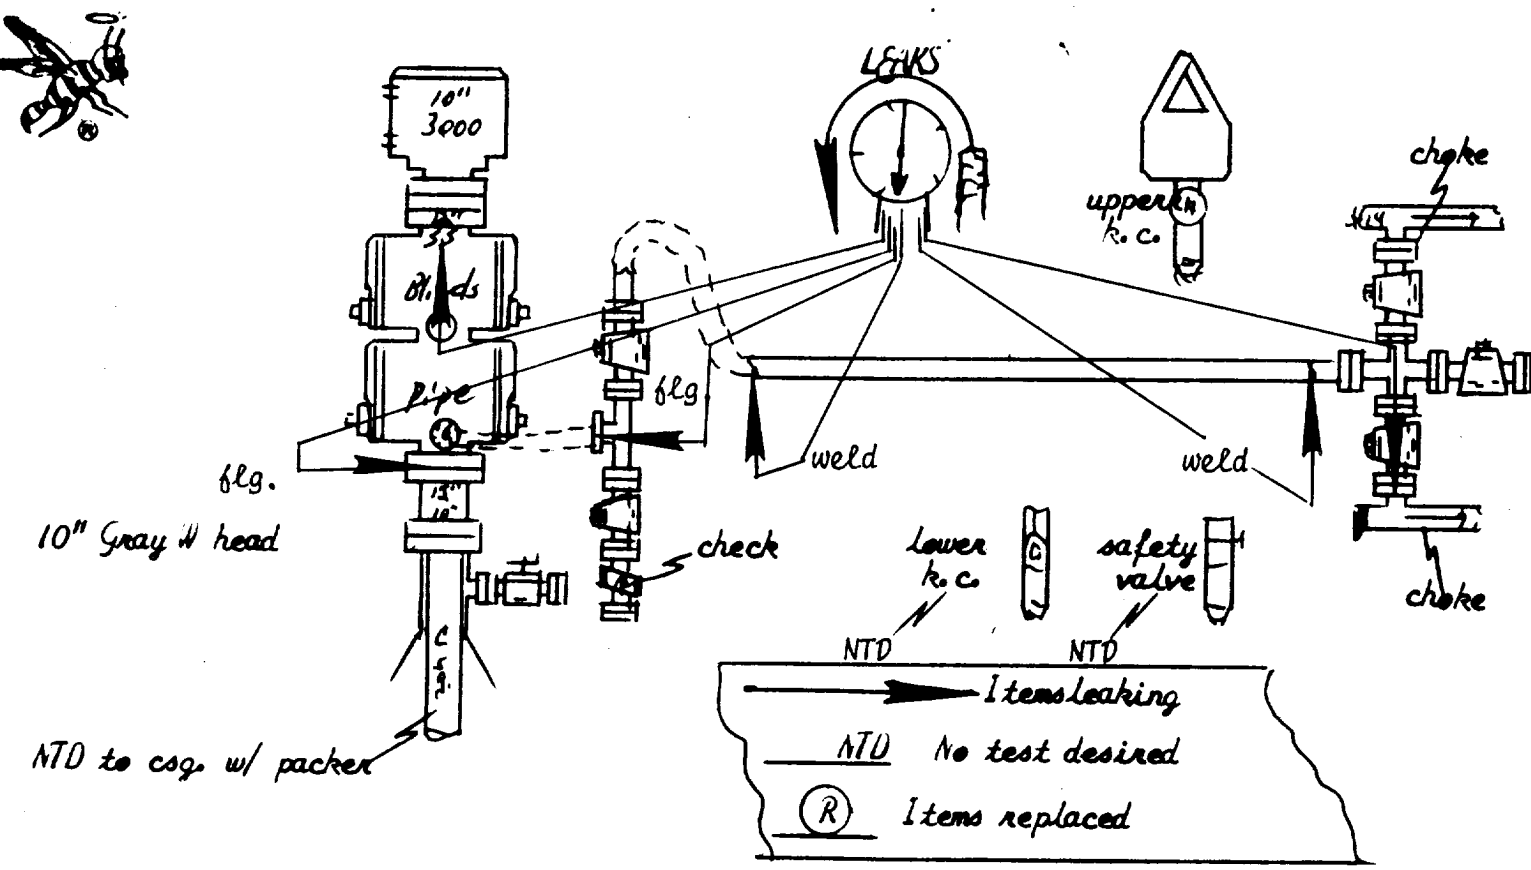 LEAKS
10"
3000
choke
upper
k.c.
Blinds
flg
Pipe
weld
weld
flg.
10" Gray W head
check
lower
k.c.
safety
valve
choke
NTD
NTD
csg.
Items leaking
NTD to csg. w/ packer
NTD No test desired
R Items replaced